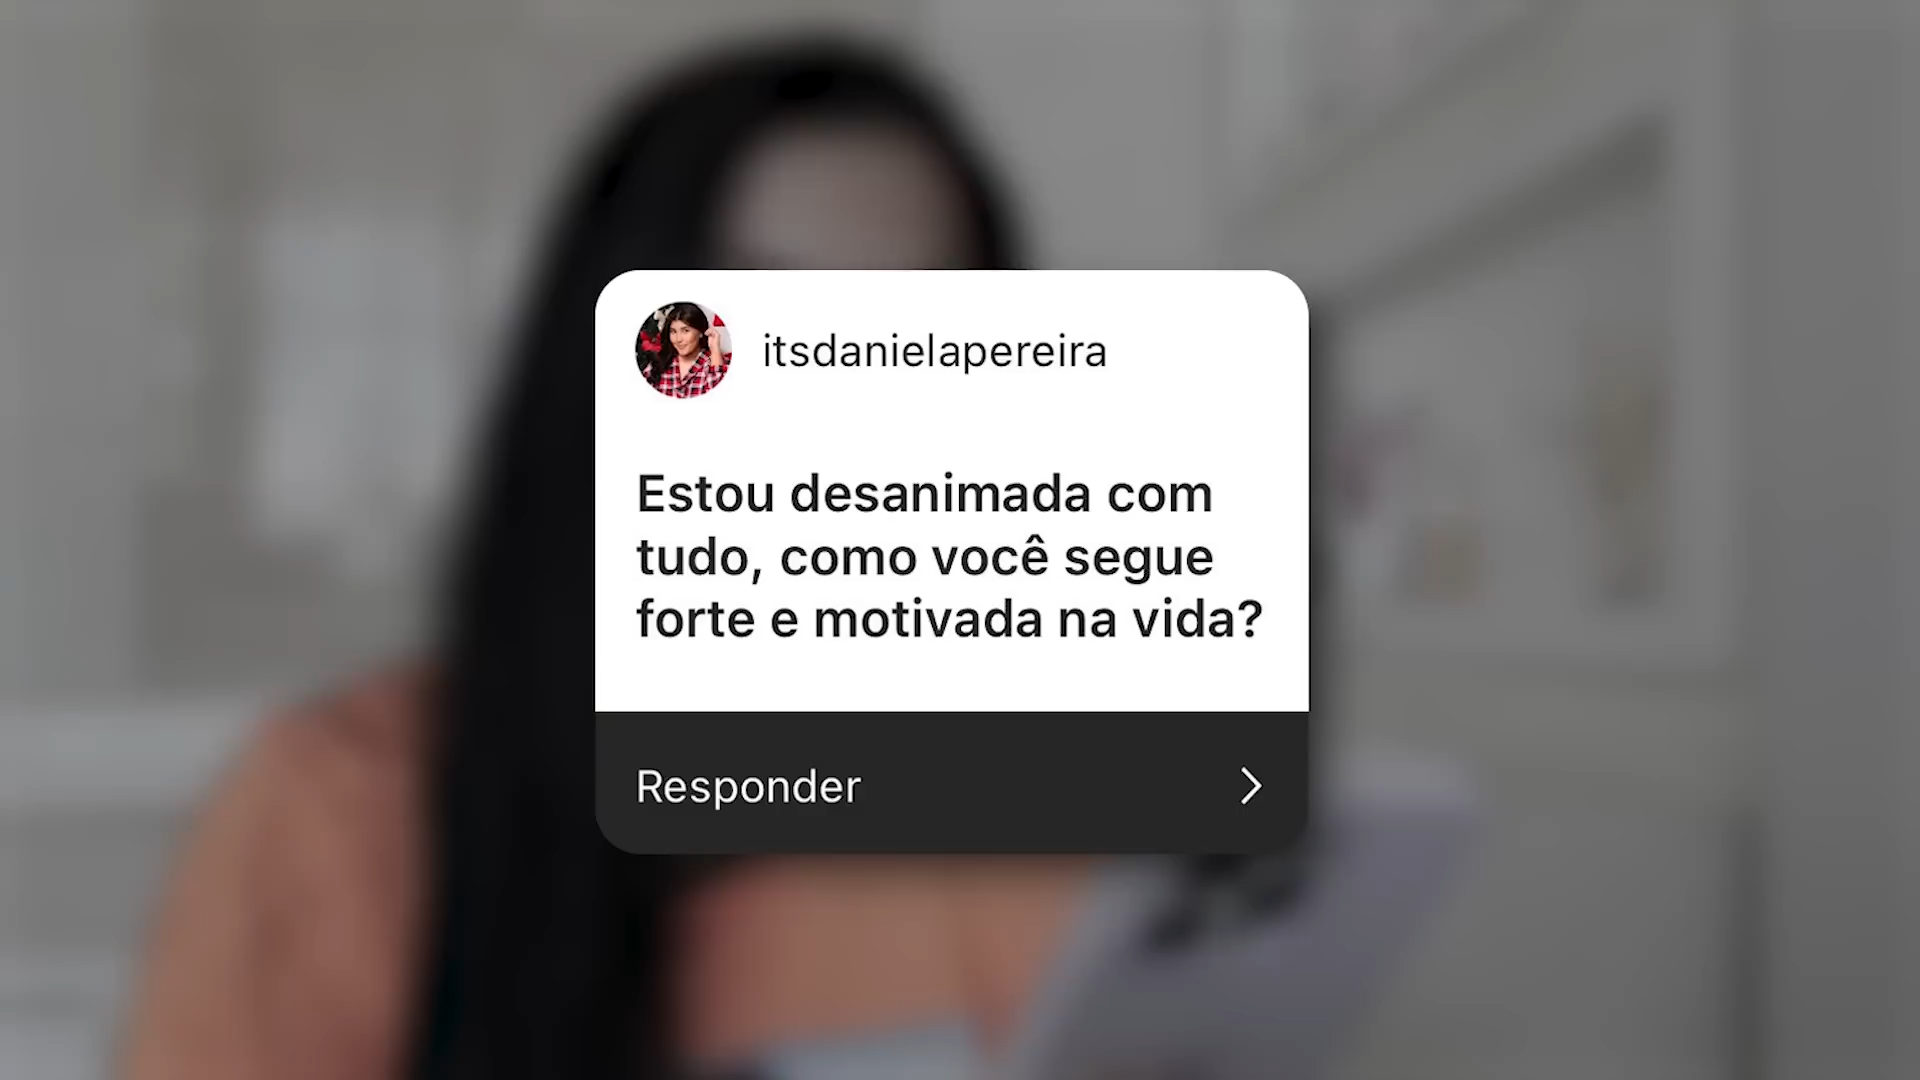 itsdanielapereira
Estou desanimada com
tudo, como você segue
forte e motivada na vida?
Responder